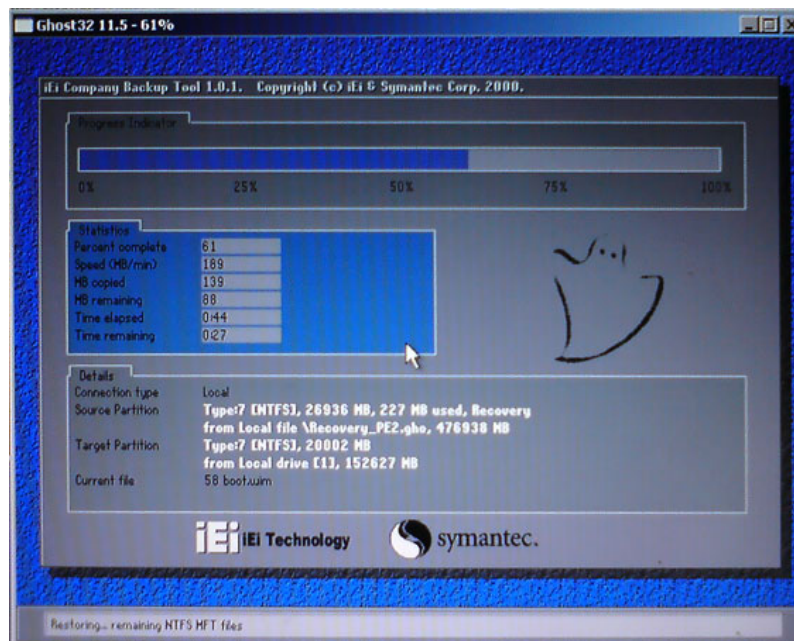 Ghost32 11.5 - 61%
iEi Company Backup Tool 1.0.1. Copyright (c) iEi & Symantec Corp. 2000.
Progress Indicator
0% 25% 50% 75% 100%
Statistics
Percent complete 61
Speed (MB/min) 189
MB copied 139
MB remaining 88
Time elapsed 0:44
Time remaining 0:27
Details
Connection type Local
Source Partition Type:7 [NTFS], 26936 MB, 227 MB used, Recovery
from Local file \Recovery_PE2.gho, 476938 MB
Target Partition Type:7 [NTFS], 20002 MB
from Local drive [1], 152627 MB
Current file 58 boot.wim
iEi iEi Technology symantec.
Restoring... remaining NTFS MFT files